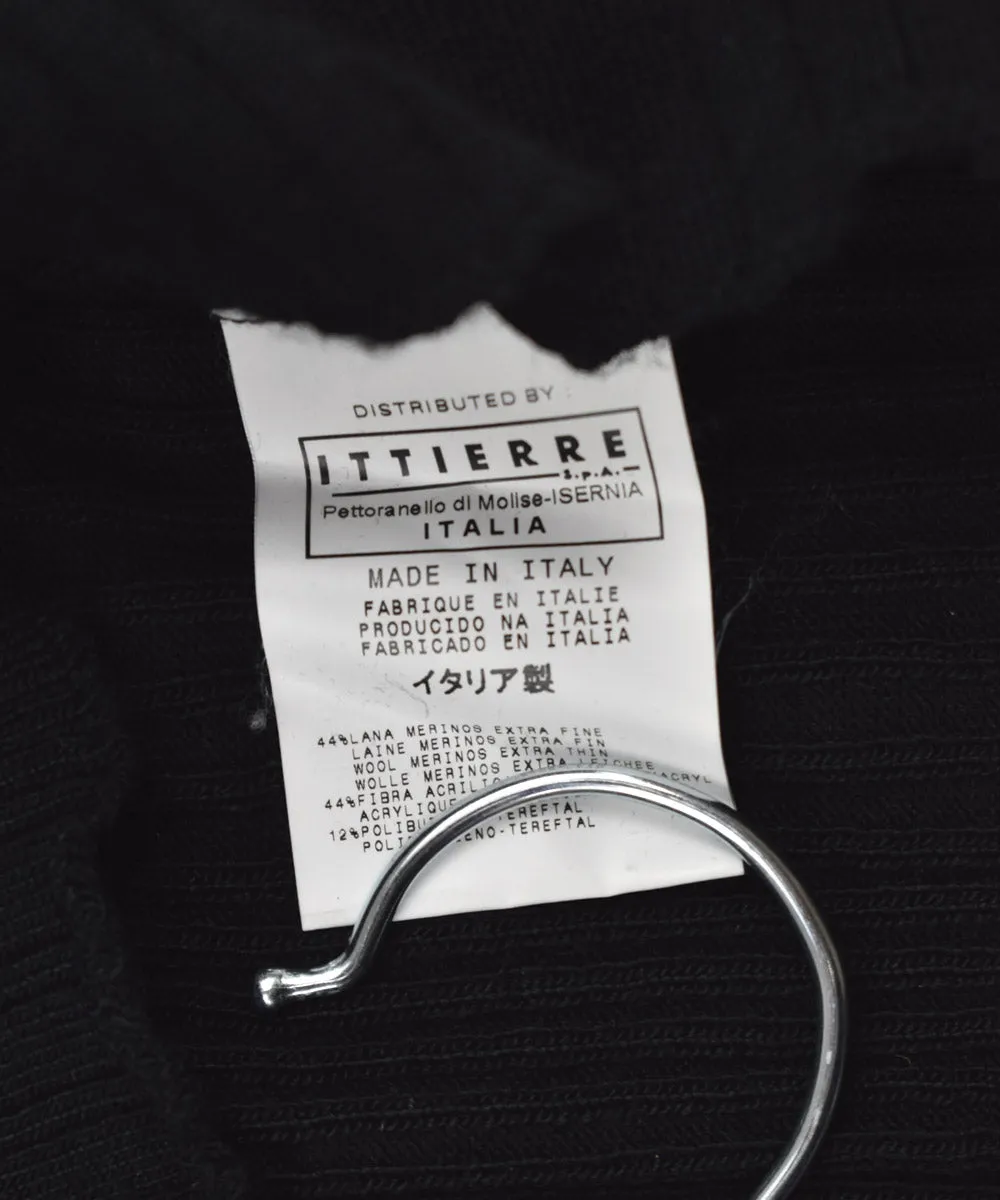 DISTRIBUTED BY :
ITTIERRE
S.p.A.
Pettoranello di Molise-ISERNIA
ITALIA
MADE IN ITALY
FABRIQUE EN ITALIE
PRODUCIDO NA ITALIA
FABRICADO EN ITALIA
イタリア製
44%LANA MERINOS EXTRA FINE
LAINE MERINOS EXTRA FIN
WOOL MERINOS EXTRA THIN
WOLLE MERINOS EXTRA
44%FIBRA
12%